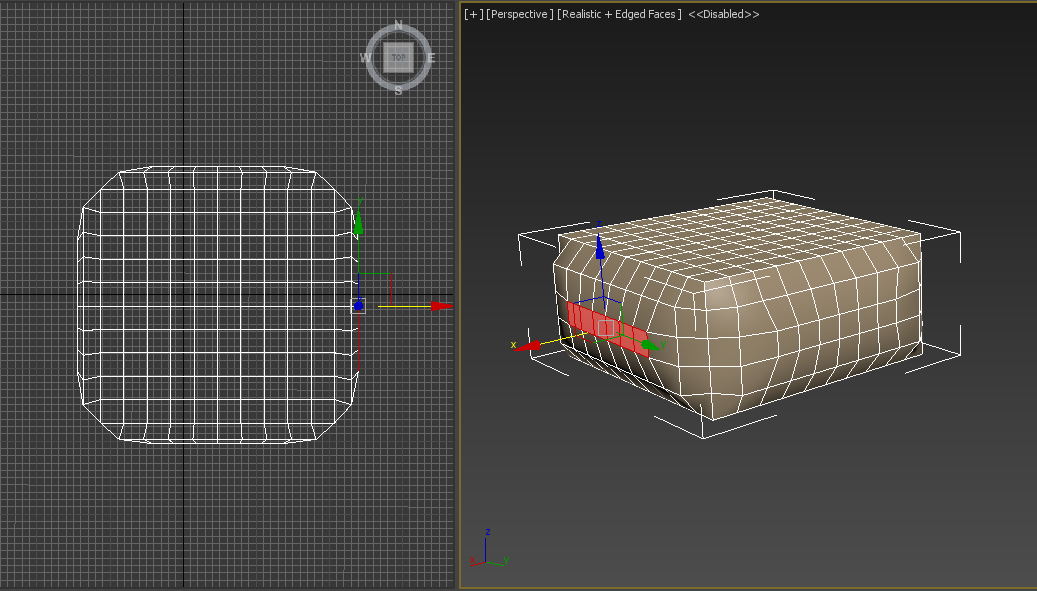 [+] [Perspective] [Realistic + Edged Faces] <<Disabled>>
N
W TOP E
S
y
z
x
y
z
x
y